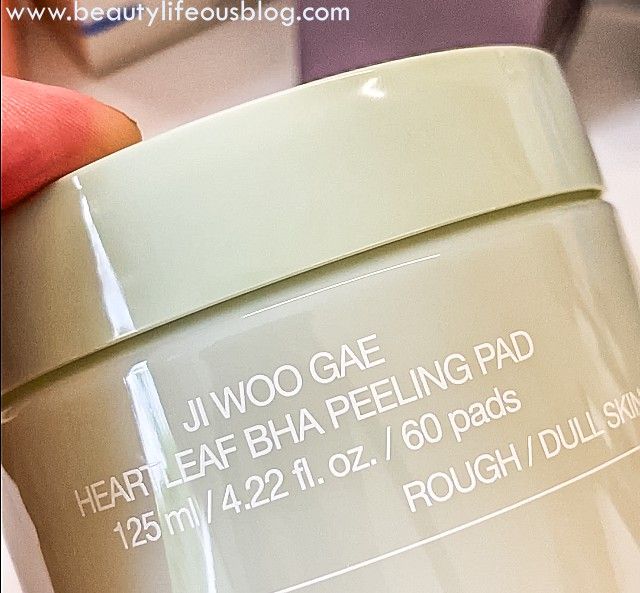 www.beautylifeousblog.com
JI WOO GAE
HEARTLEAF BHA PEELING PAD
125 ml / 4.22 fl. oz. / 60 pads
ROUGH / DULL SKIN